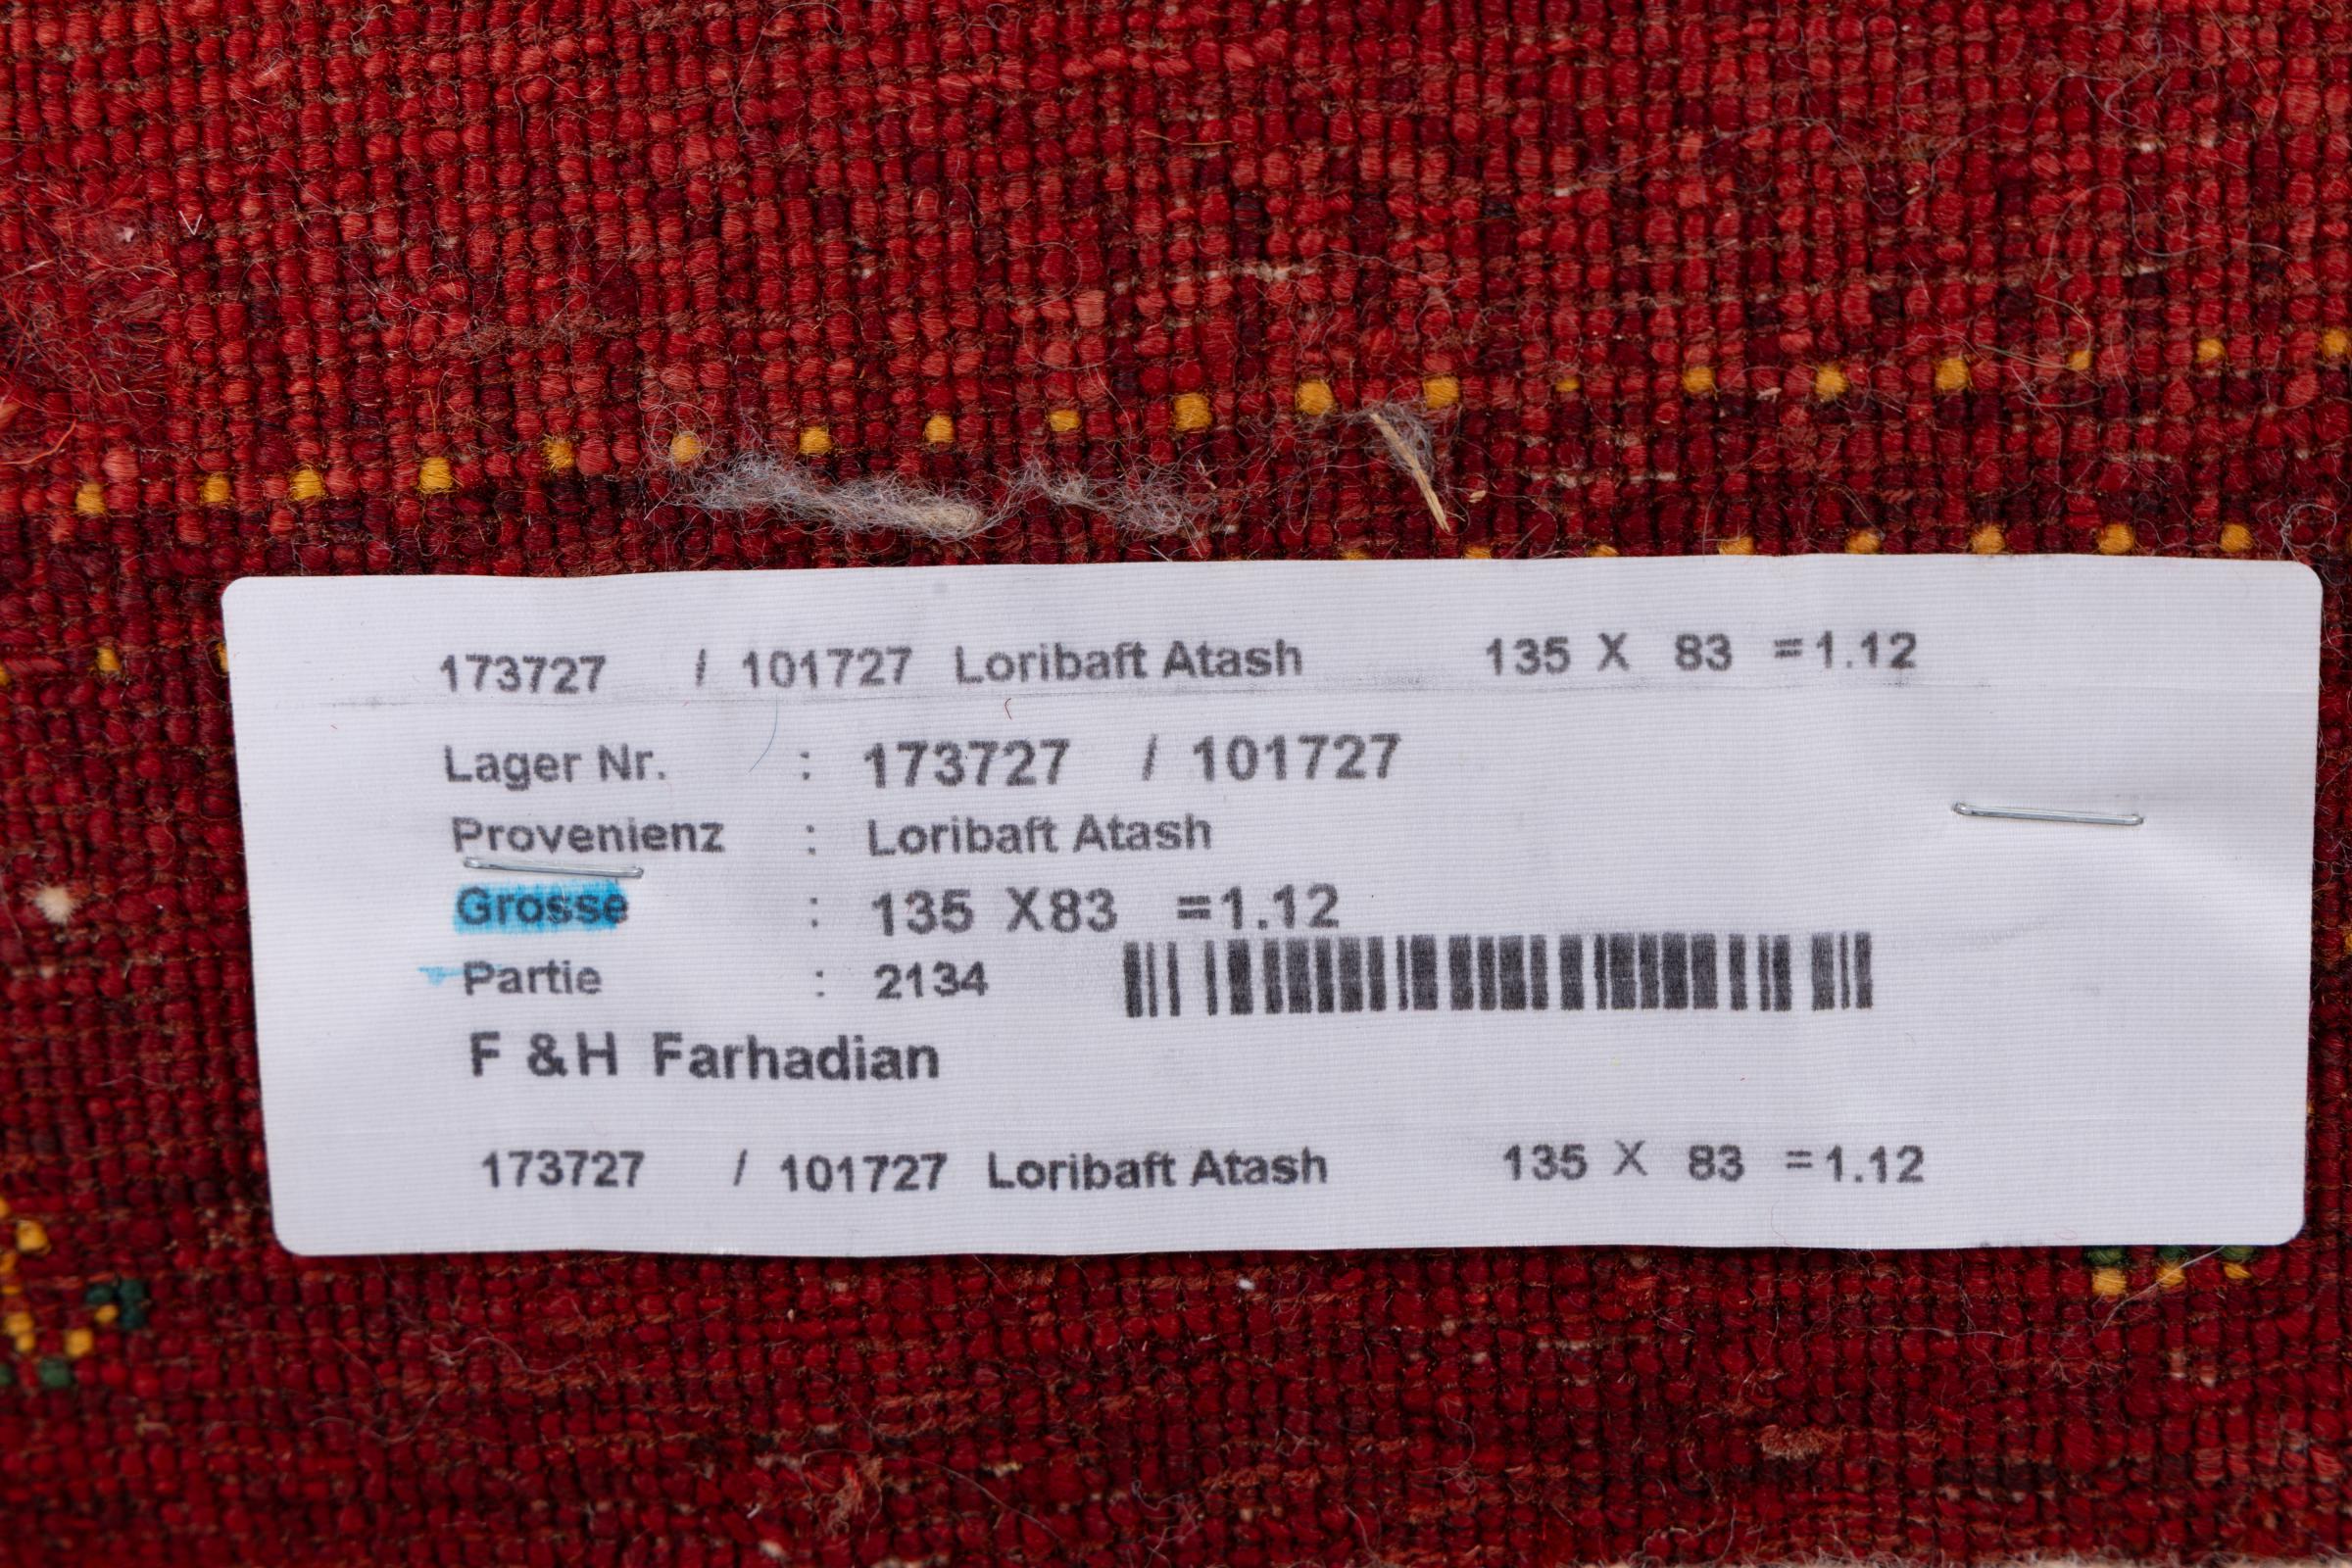 173727 / 101727 Loribaft Atash 135 X 83 =1.12
Lager Nr. : 173727 / 101727
Provenienz : Loribaft Atash
Grosse : 135 X83 =1.12
Partie : 2134
F &H Farhadian
173727 / 101727 Loribaft Atash 135 X 83 =1.12